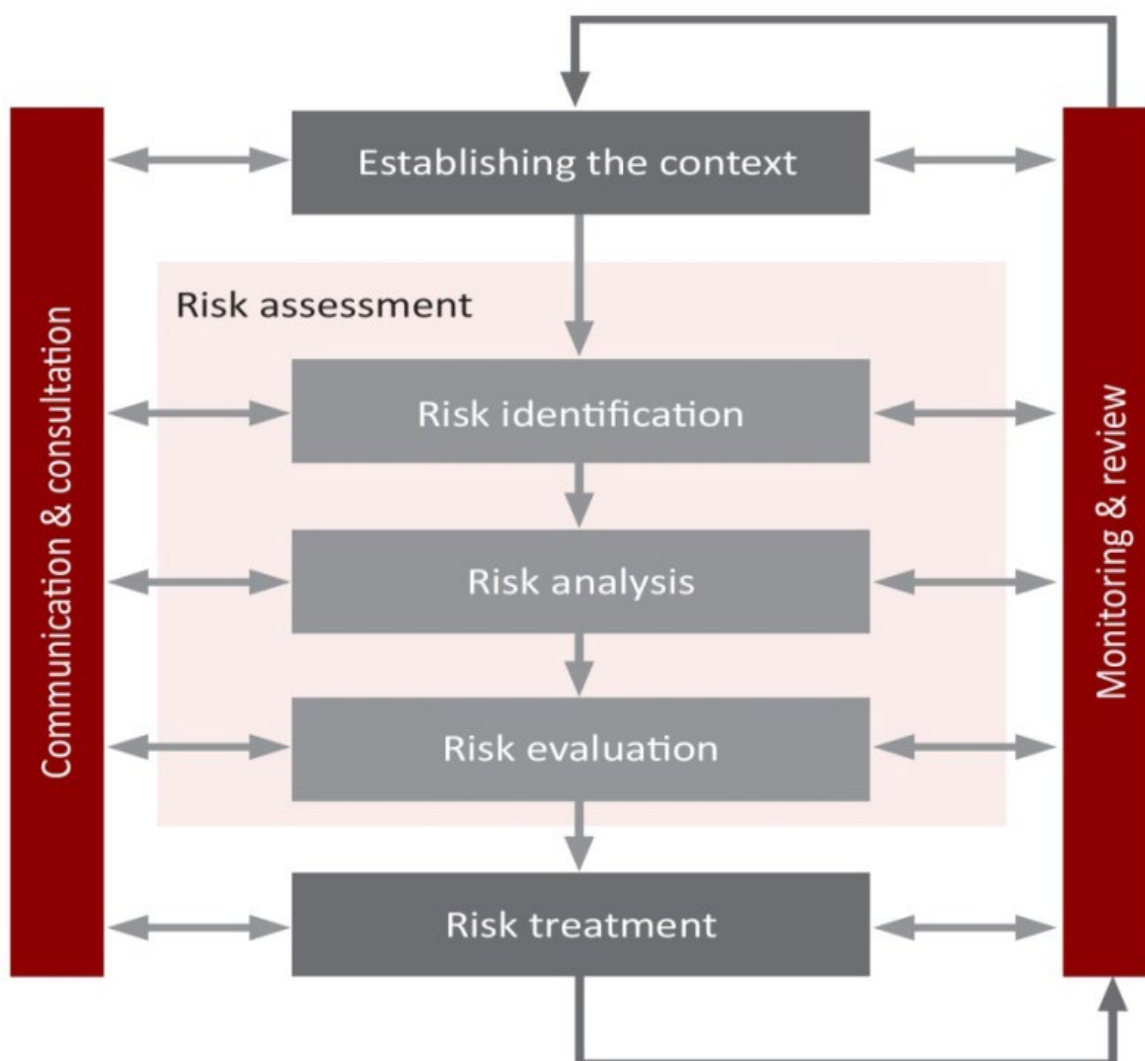 Establishing the context
Risk assessment
Risk identification
Risk analysis
Risk evaluation
Risk treatment
Communication & consultation
Monitoring & review